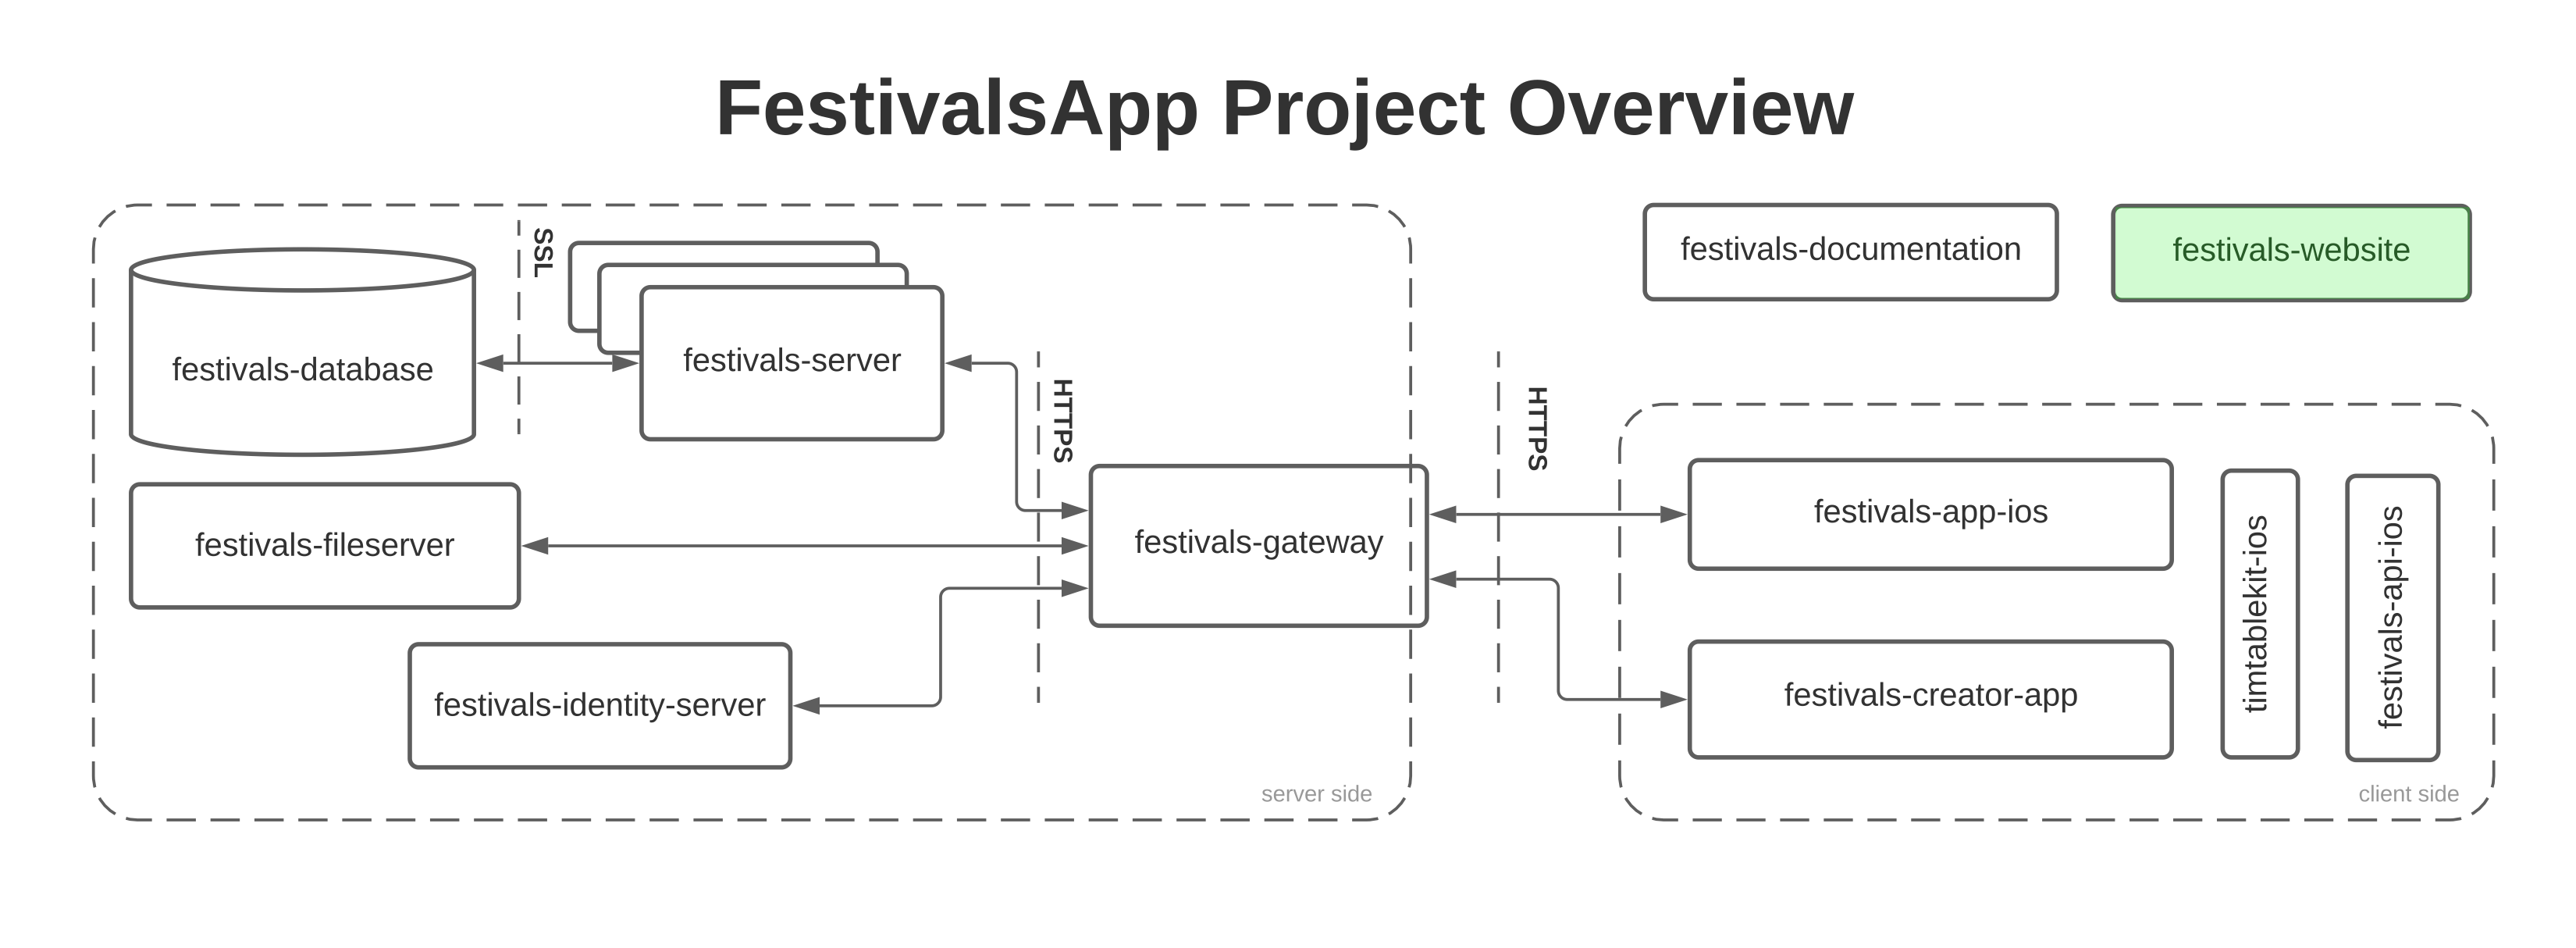 FestivalsApp Project Overview
SSL
festivals-database
festivals-server
HTTPS
festivals-fileserver
festivals-gateway
festivals-identity-server
server side
HTTPS
festivals-documentation
festivals-website
festivals-app-ios
festivals-creator-app
timtablekit-ios
festivals-api-ios
client side